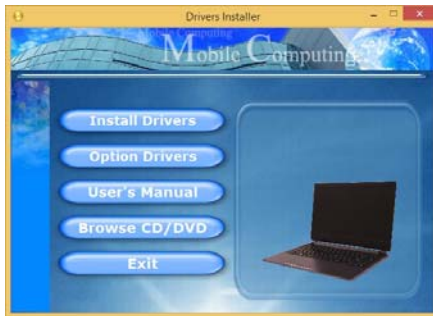 Drivers Installer
Mobile Computing
Mobile Computing
Install Drivers
Option Drivers
User's Manual
Browse CD/DVD
Exit